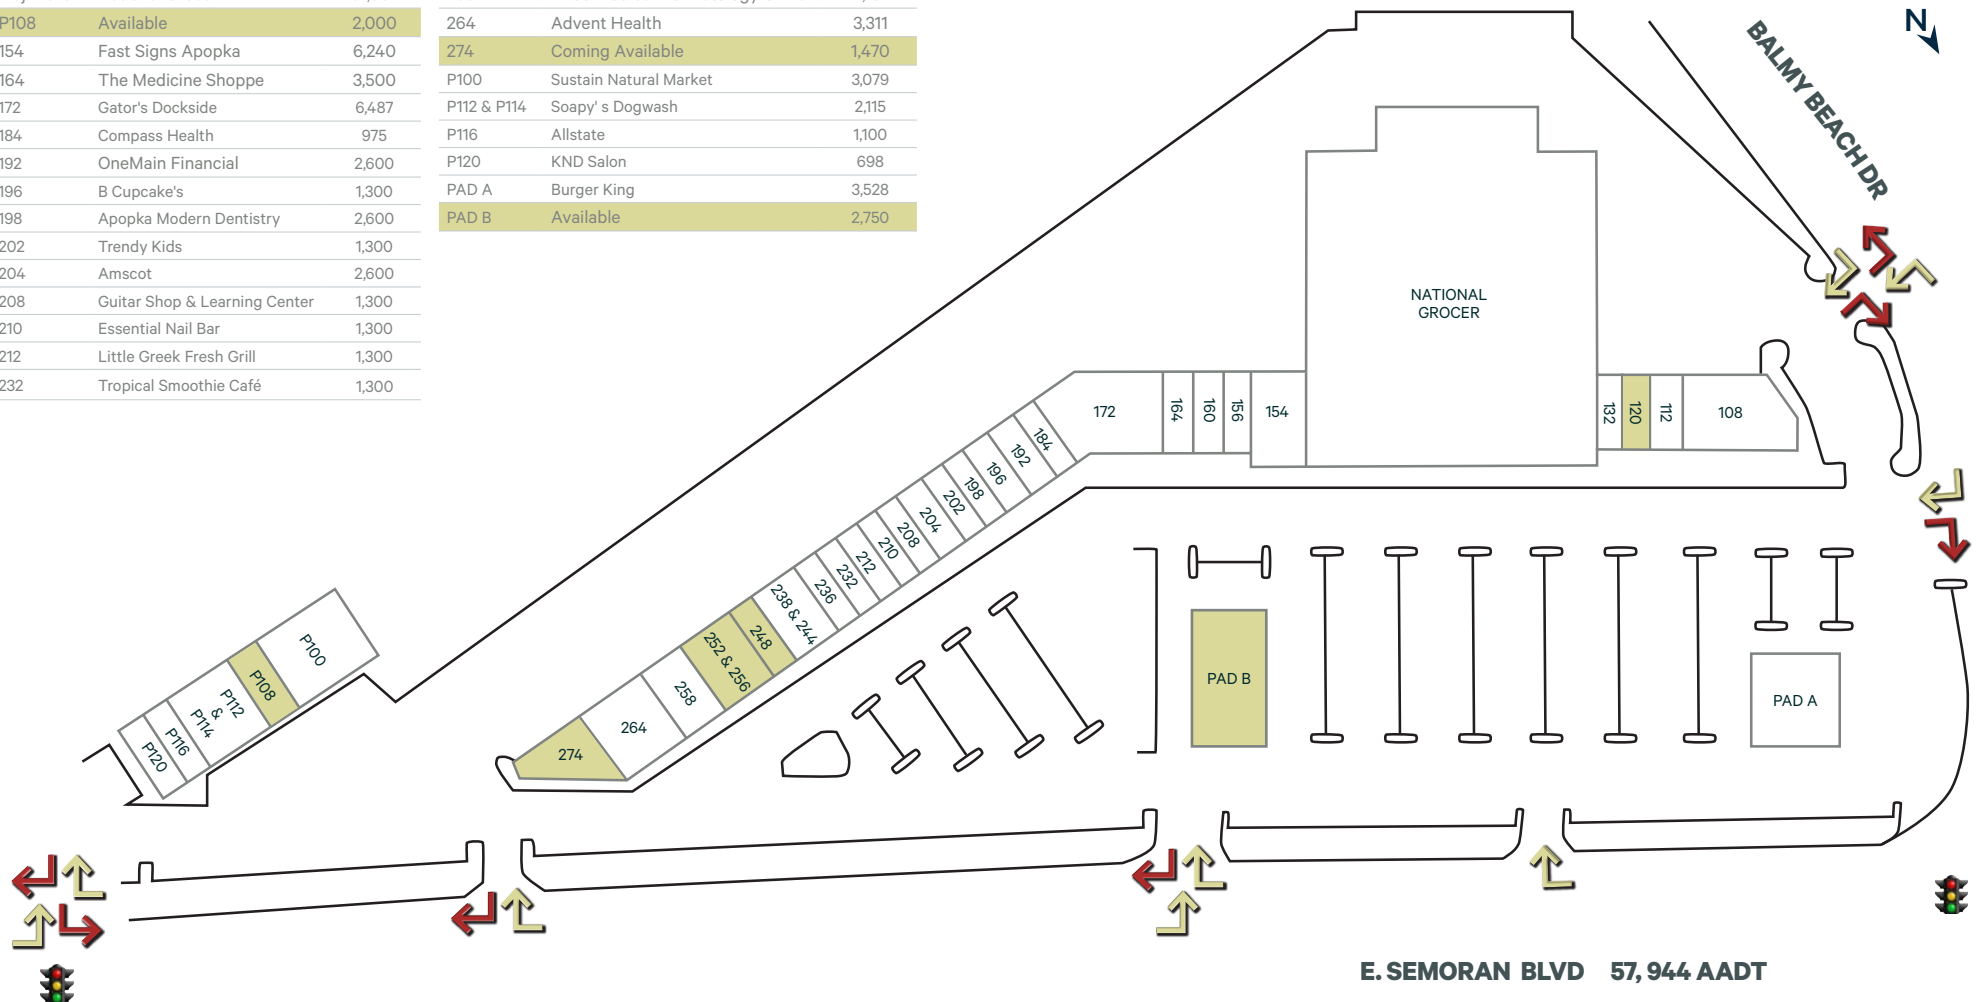 P108 Available 2,000
154 Fast Signs Apopka 6,240
164 The Medicine Shoppe 3,500
172 Gator's Dockside 6,487
184 Compass Health 975
192 OneMain Financial 2,600
196 B Cupcake's 1,300
198 Apopka Modern Dentistry 2,600
202 Trendy Kids 1,300
204 Amscot 2,600
208 Guitar Shop & Learning Center 1,300
210 Essential Nail Bar 1,300
212 Little Greek Fresh Grill 1,300
232 Tropical Smoothie Café 1,300
264 Advent Health 3,311
274 Coming Available 1,470
P100 Sustain Natural Market 3,079
P112 & P114 Soapy' s Dogwash 2,115
P116 Allstate 1,100
P120 KND Salon 698
PAD A Burger King 3,528
PAD B Available 2,750
N
BALMY BEACH DR
NATIONAL
GROCER
172
164
160
156
154
132
120
112
108
184
192
196
198
202
204
208
210
212
232
236
238 & 244
248
252 & 256
258
264
274
P100
P108
P112
&
P114
P116
P120
PAD B
PAD A
E. SEMORAN BLVD 57, 944 AADT